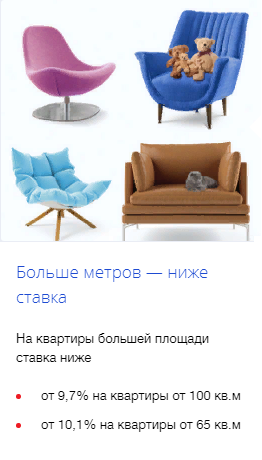 Больше метров — ниже
ставка
На квартиры большей площади
ставка ниже
от 9,7% на квартиры от 100 кв.м
от 10,1% на квартиры от 65 кв.м